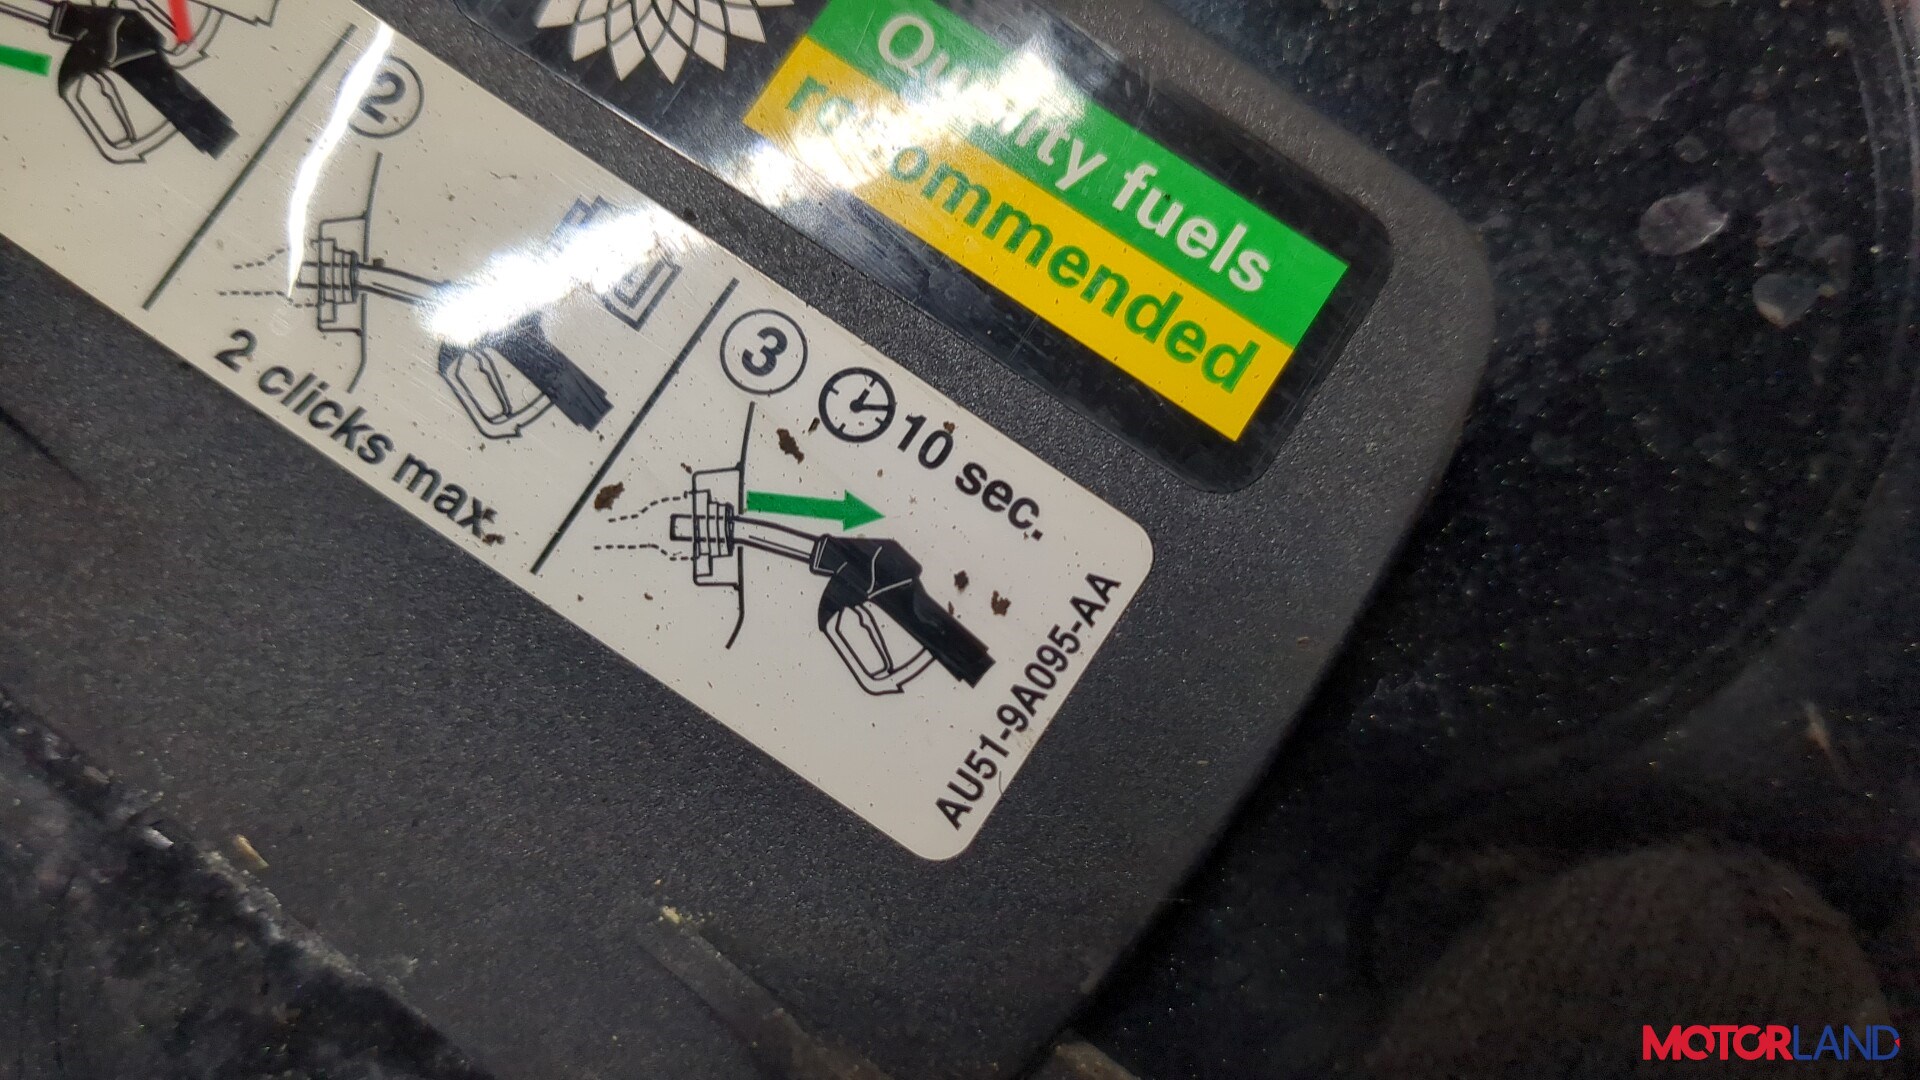 Quality fuels
recommended
2
2 clicks max.
3
10 sec.
AU51-9A095-AA
MOTORLAND